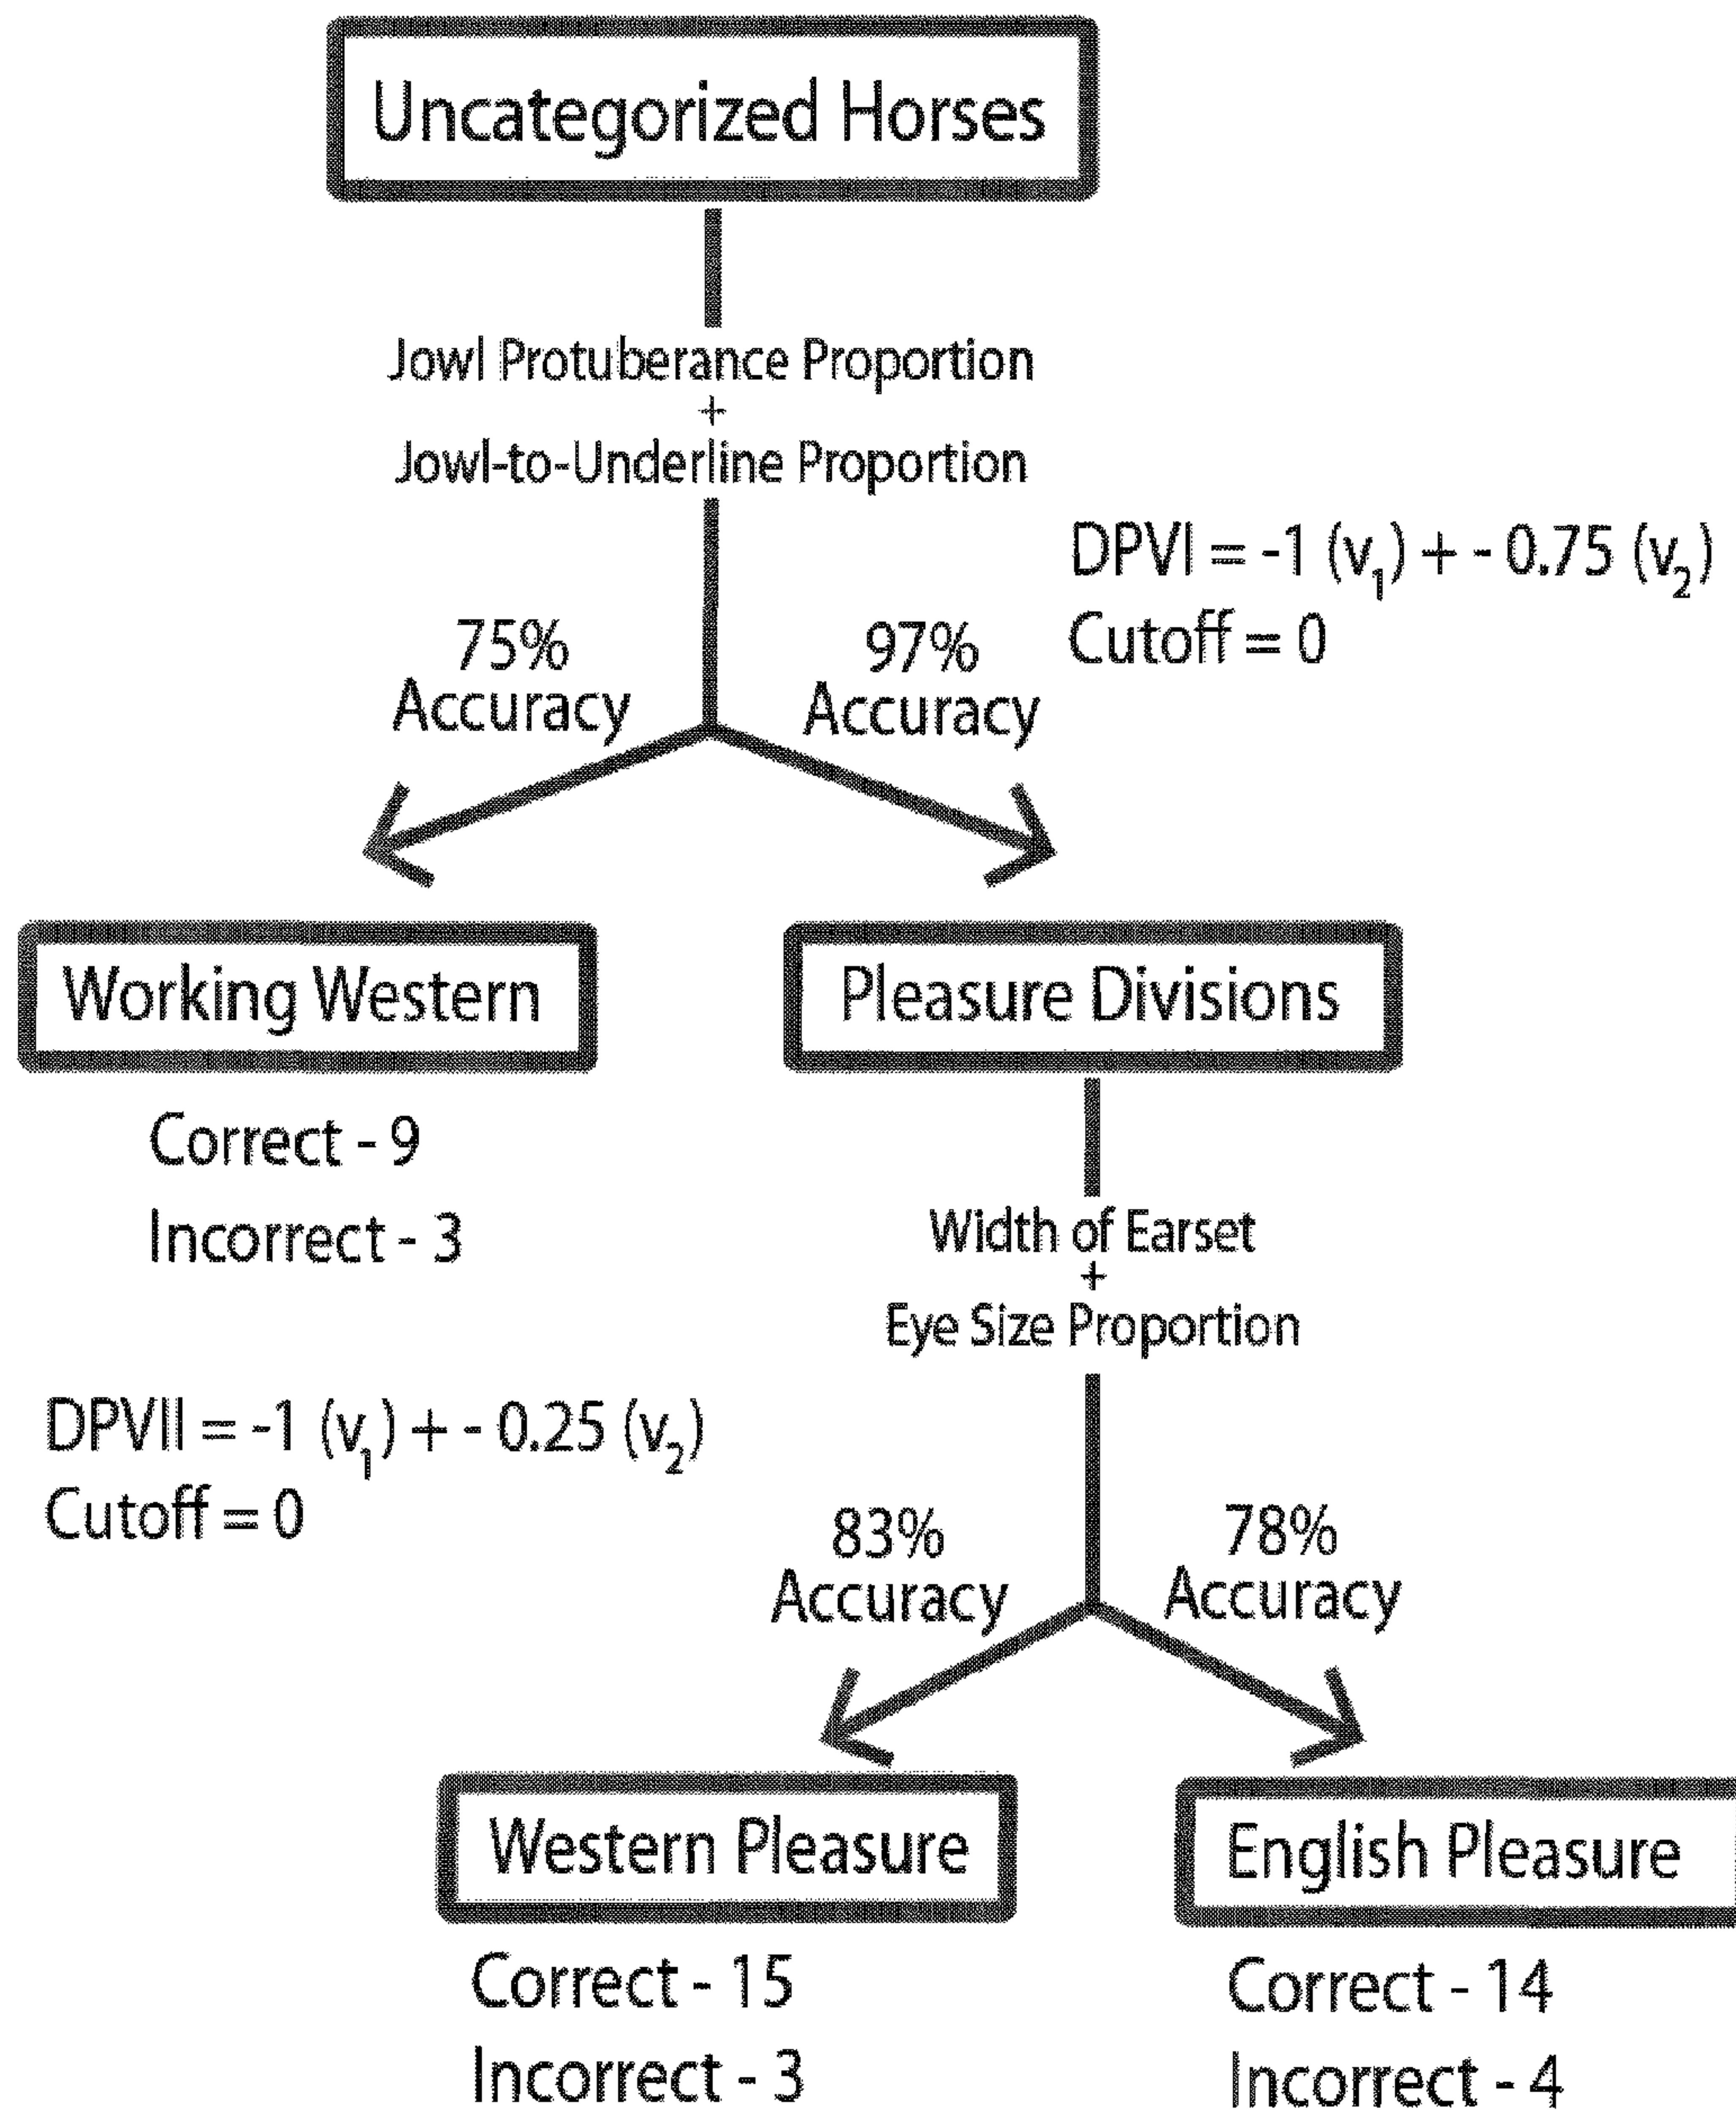 Uncategorized Horses
Jowl Protuberance Proportion
+
Jowl-to-Underline Proportion
DPVI = -1 (v₁) + - 0.75 (v₂)
Cutoff = 0
75%
Accuracy
97%
Accuracy
Working Western
Correct - 9
Incorrect - 3
Pleasure Divisions
Width of Earset
+
Eye Size Proportion
DPVII = -1 (v₁) + - 0.25 (v₂)
Cutoff = 0
83%
Accuracy
78%
Accuracy
Western Pleasure
Correct - 15
Incorrect - 3
English Pleasure
Correct - 14
Incorrect - 4